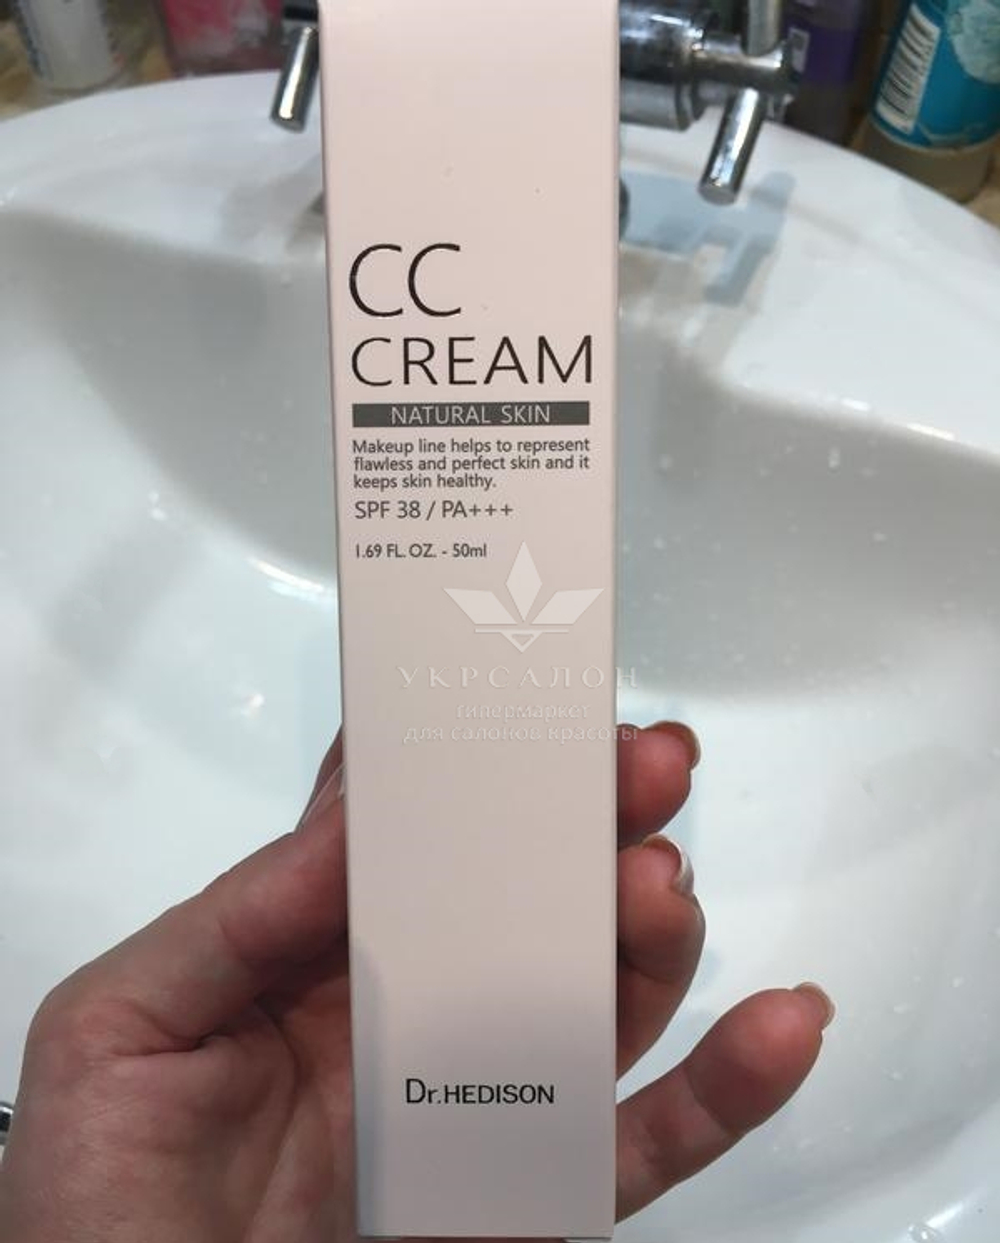 CC
CREAM
NATURAL SKIN
Makeup line helps to represent
flawless and perfect skin and it
keeps skin healthy.
SPF 38 / PA+++
1.69 FL. OZ. - 50ml
УКРСАЛОН
гипермаркет
для салонов красоты
Dr.HEDISON